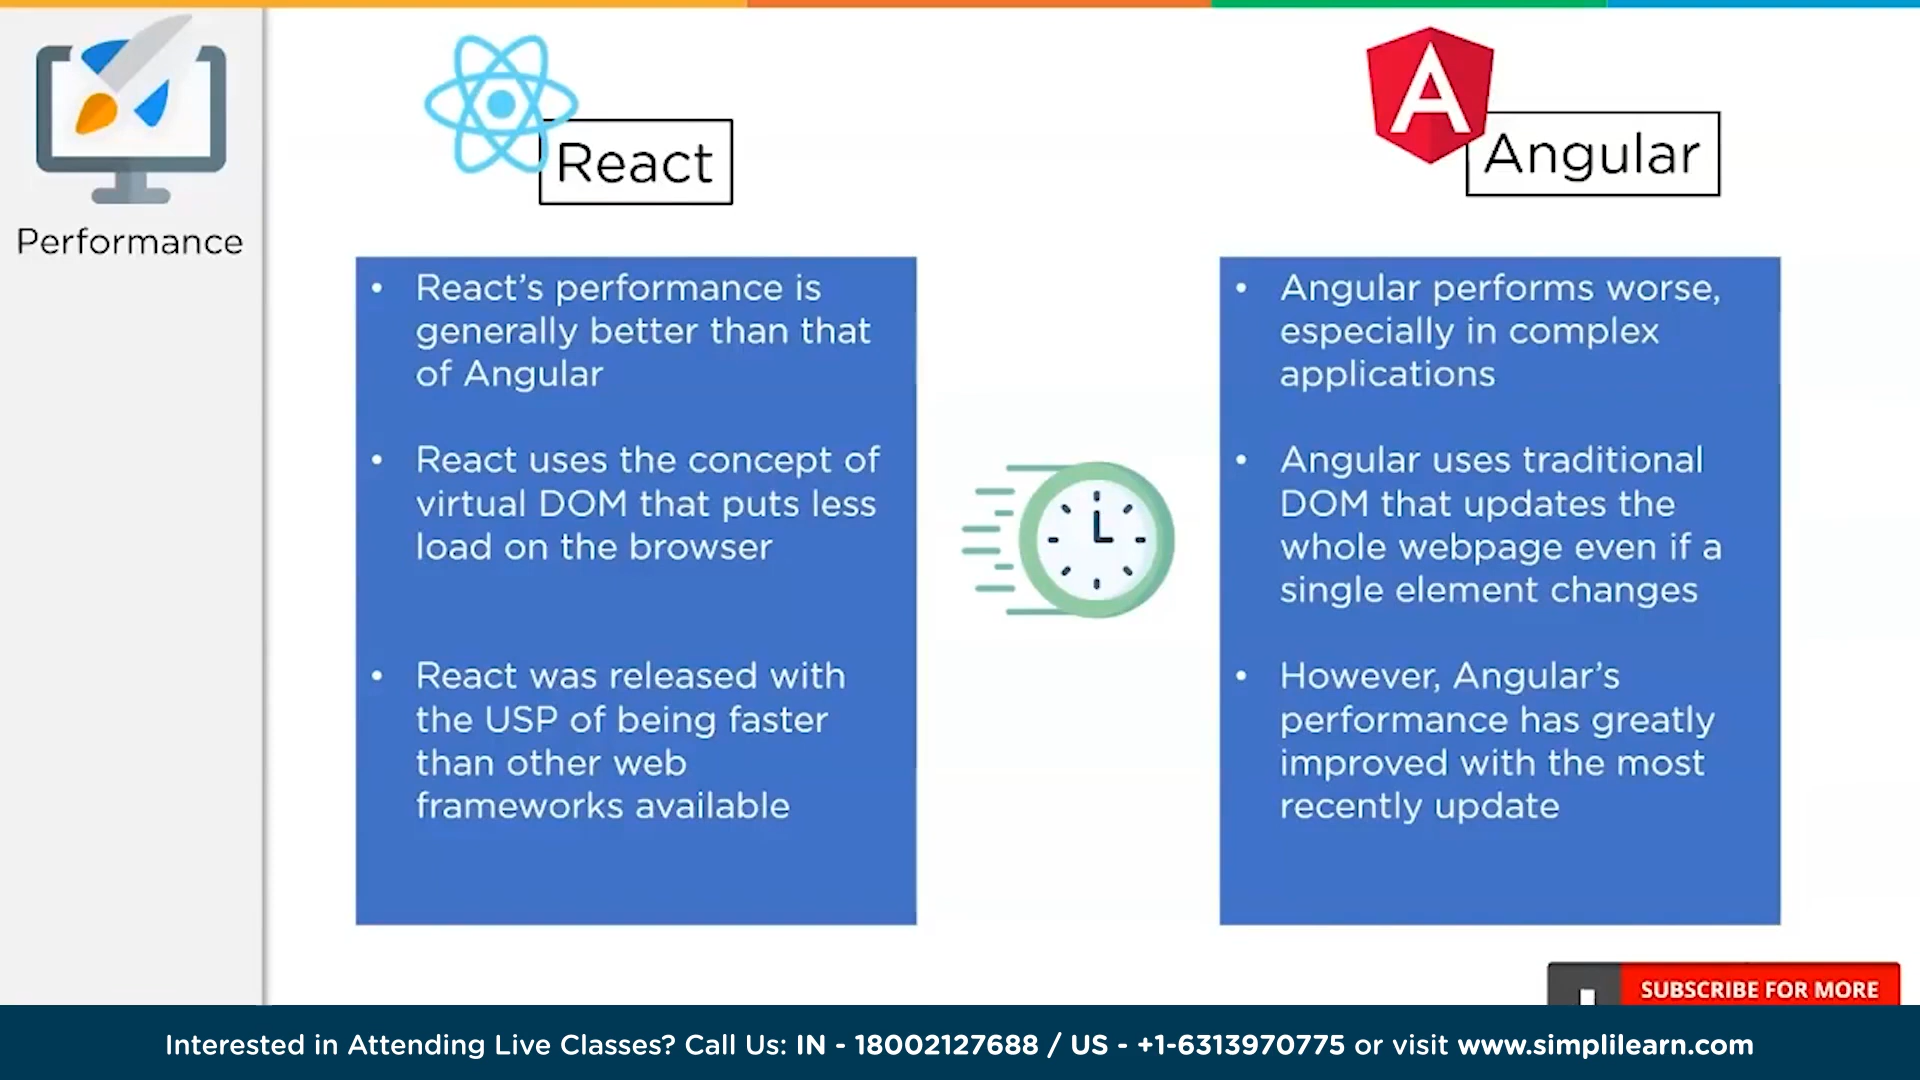 Performance
React
• React’s performance is
generally better than that
of Angular
• React uses the concept of
virtual DOM that puts less
load on the browser
• React was released with
the USP of being faster
than other web
frameworks available
A
Angular
• Angular performs worse,
especially in complex
applications
• Angular uses traditional
DOM that updates the
whole webpage even if a
single element changes
• However, Angular’s
performance has greatly
improved with the most
recently update
SUBSCRIBE FOR MORE
Interested in Attending Live Classes? Call Us: IN - 18002127688 / US - +1-6313970775 or visit www.simplilearn.com